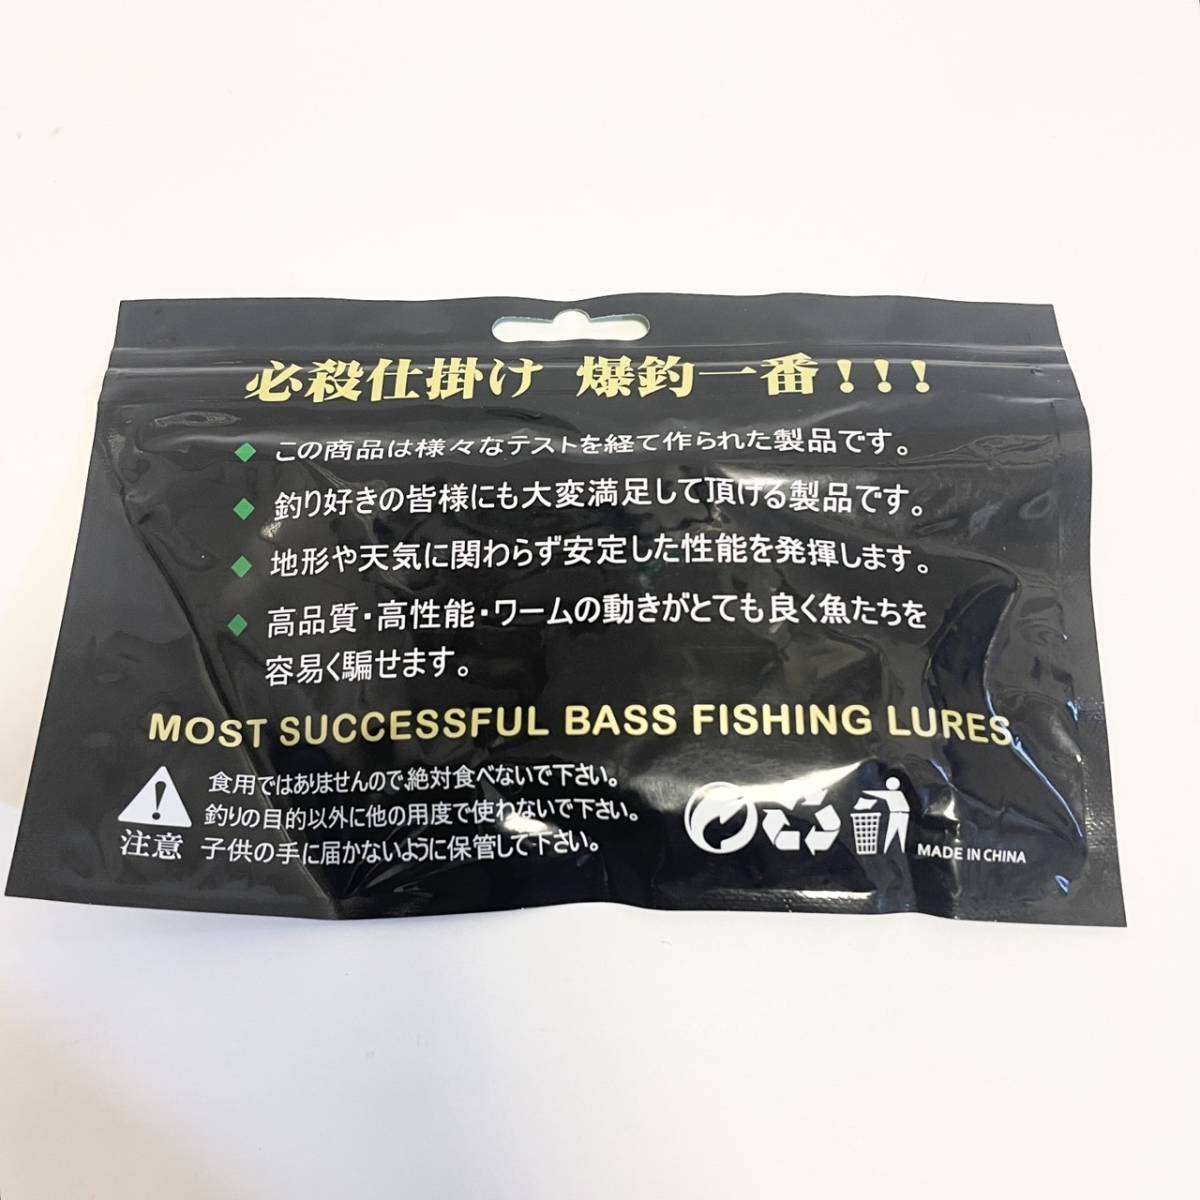 必殺仕掛け 爆釣一番!!!
◆ この商品は様々なテストを経て作られた製品です。
◆ 釣り好きの皆様にも大変満足して頂ける製品です。
◆ 地形や天気に関わらず安定した性能を発揮します。
◆ 高品質・高性能・ワームの動きがとても良く魚たちを
容易く騙せます。
MOST SUCCESSFUL BASS FISHING LURES
食用ではありませんので、絶対食べないで下さい。
釣りの目的以外に他の用度で使わないで下さい。
注意 子供の手に届かないように保管して下さい。
MADE IN CHINA